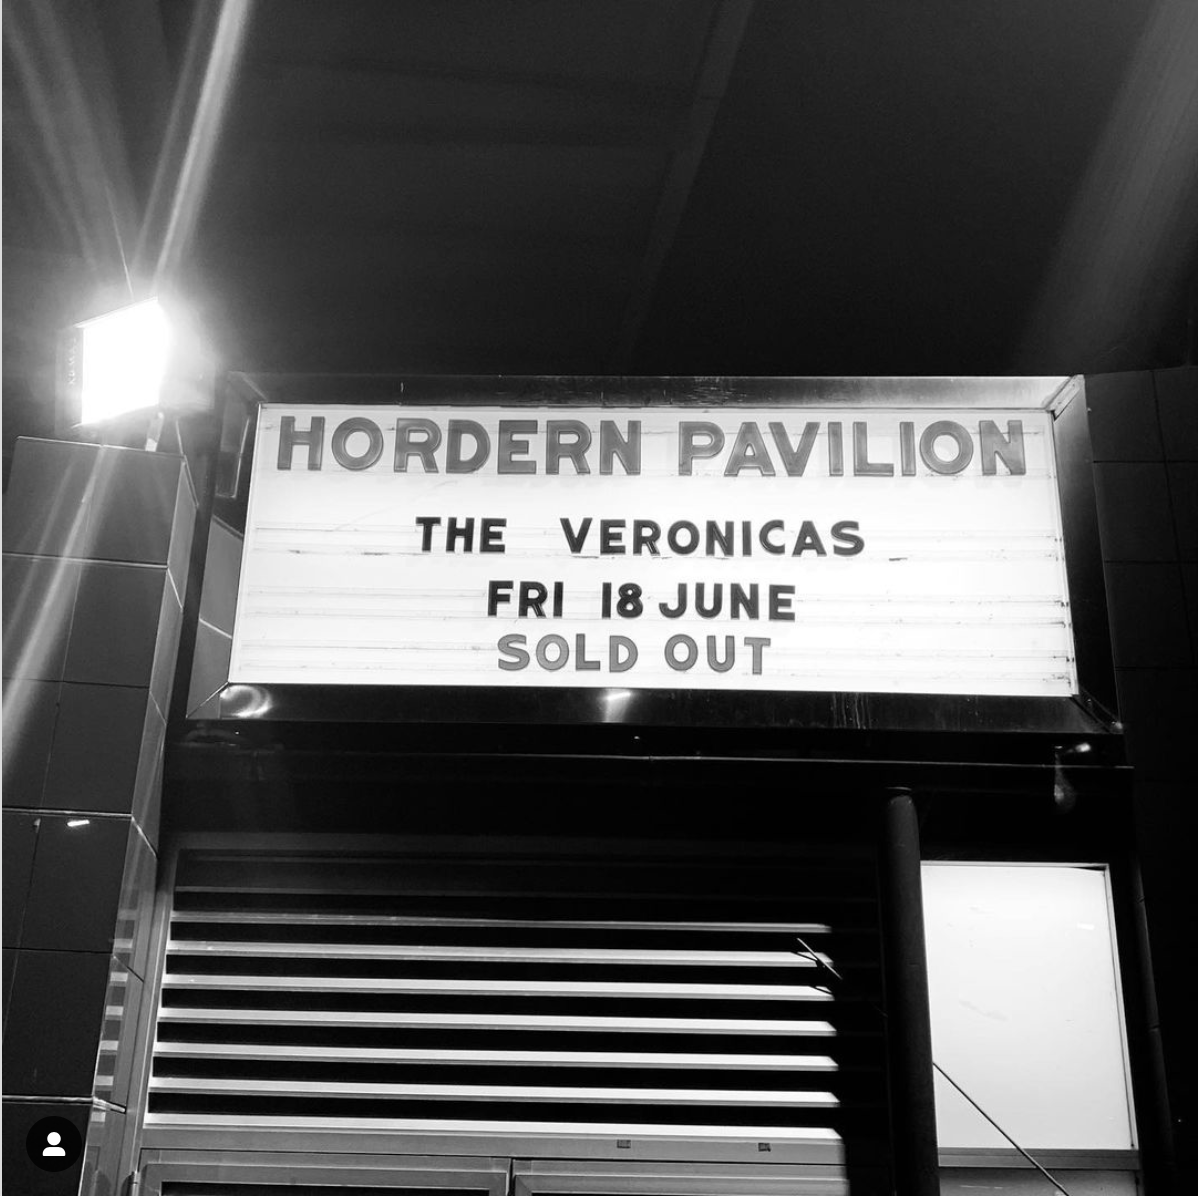 HORDERN PAVILION
THE VERONICAS
FRI 18 JUNE
SOLD OUT